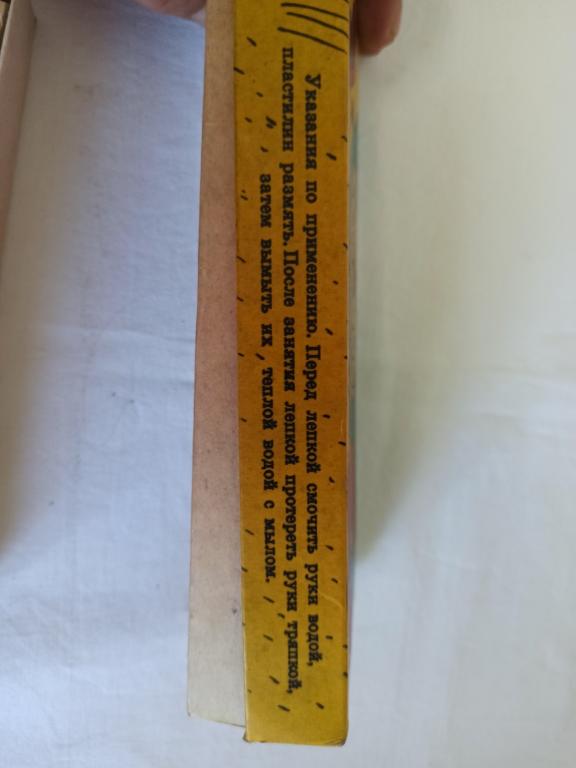 Указания по применению. Перед лепкой смочить руки водой,
пластилин размять. После занятия лепкой протереть руки тряпкой,
затем вымыть их теплой водой с мылом.